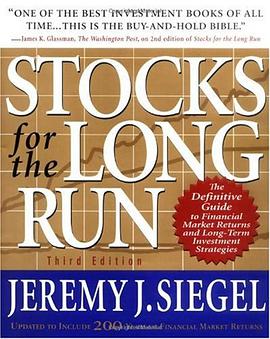 "ONE OF THE BEST INVESTMENT BOOKS OF ALL
TIME...THIS IS THE BUY-AND-HOLD BIBLE."
—James K. Glassman, The Washington Post, on 2nd edition of Stocks for the Long Run
STOCKS
for the LONG
RUN
The
Definitive
Guide to
Financial
Market Returns
and Long-Term
Investment
Strategies
Third Edition
JEREMY J. SIEGEL
UPDATED TO INCLUDE 200 FINANCIAL MARKET RETURNS